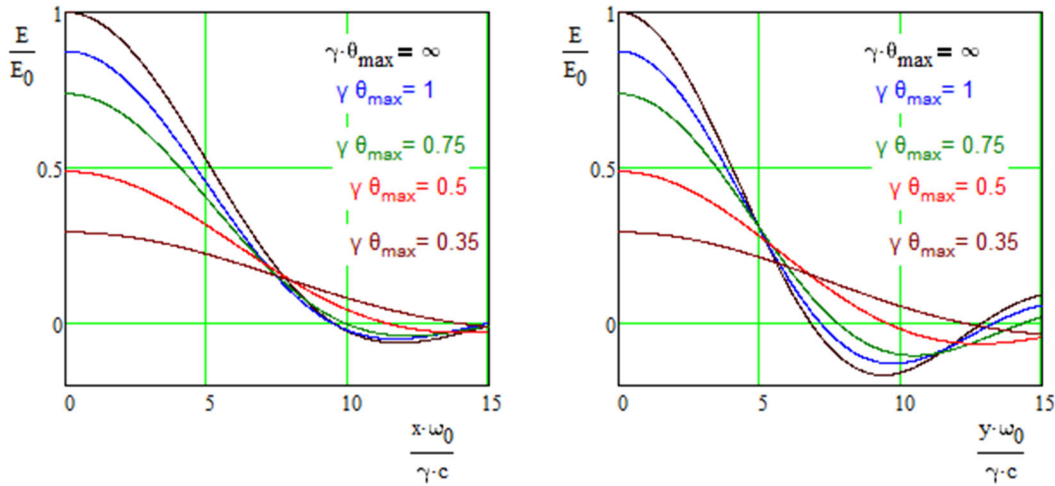 1
E
E₀
0.5
0
γ·θmax = ∞
γ θmax= 1
γ θmax= 0.75
γ θmax= 0.5
γ θmax= 0.35
0 5 10 15
x·ω₀
γ·c
1
E
E₀
0.5
0
γ·θmax = ∞
γ θmax= 1
γ θmax= 0.75
γ θmax= 0.5
γ θmax= 0.35
0 5 10 15
y·ω₀
γ·c